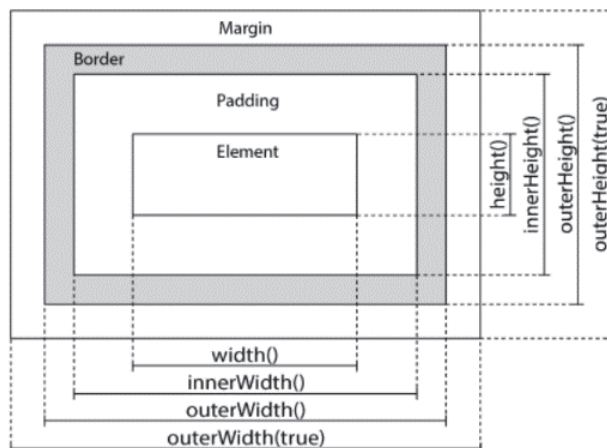 Margin
Border
Padding
Element
height()
innerHeight()
outerHeight()
outerHeight(true)
width()
innerWidth()
outerWidth()
outerWidth(true)